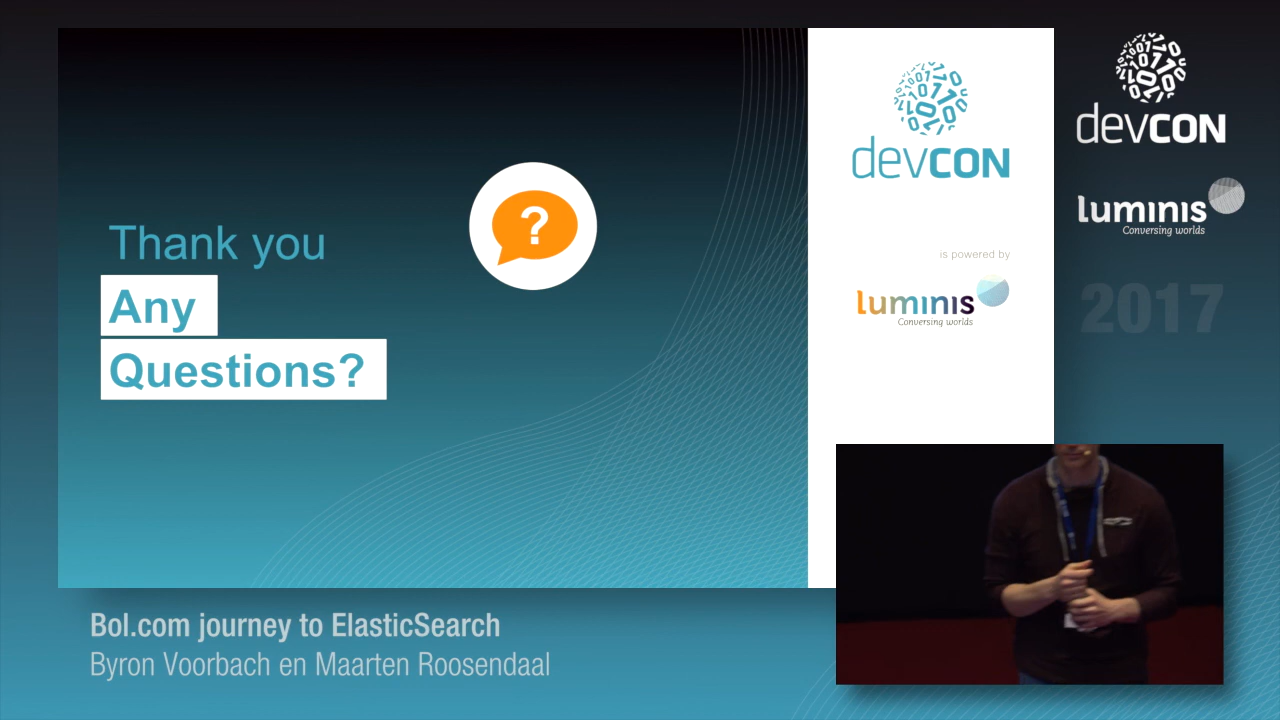 Thank you
Any
Questions?
?
devcon
is powered by
luminis
Conversing worlds
devcon
luminis
Conversing worlds
2017
Bol.com journey to ElasticSearch
Byron Voorbach en Maarten Roosendaal